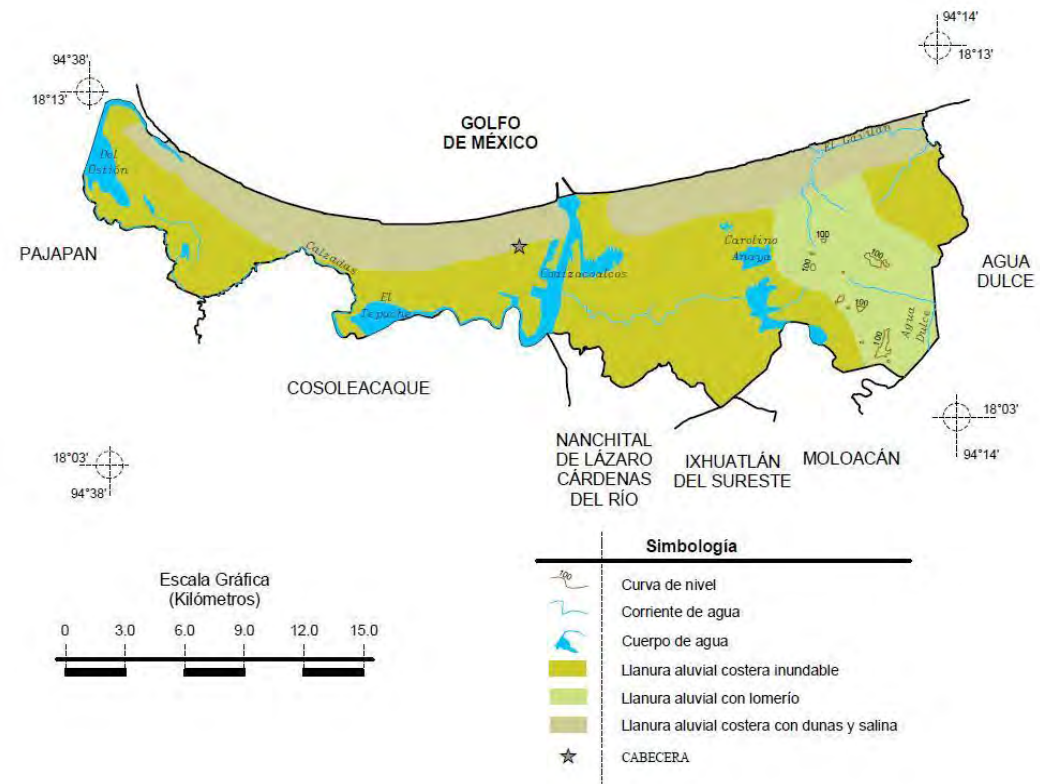 94°14'
18°13'
94°38'
18°13'
GOLFO
DE MÉXICO
El Gavilán
Del
Ostión
PAJAPAN
Calzadas
Carolino
Anaya
Coatzacoalcos
AGUA
DULCE
100
100
100
100
El
Tepache
Agua
Dulce
COSOLEACAQUE
18°03'
94°14'
NANCHITAL
DE LÁZARO
CÁRDENAS
DEL RÍO
IXHUATLÁN
DEL SURESTE
MOLOACÁN
18°03'
94°38'
Simbología
100
Curva de nivel
Corriente de agua
Cuerpo de agua
Llanura aluvial costera inundable
Llanura aluvial con lomerío
Llanura aluvial costera con dunas y salina
CABECERA
Escala Gráfica
(Kilómetros)
0 3.0 6.0 9.0 12.0 15.0